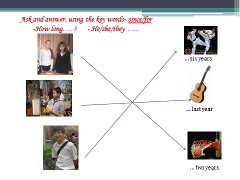 Ask and answer, using the key words- since/for
-How long.....? - He/she/they ......
... six years
... last year
... two years